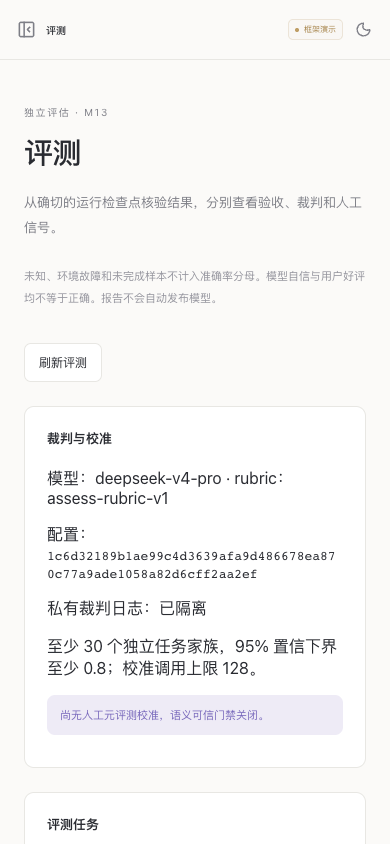 评测
框架演示
独立评估 · M13
评测
从确切的运行检查点核验结果，分别查看验收、裁判和人工
信号。
未知、环境故障和未完成样本不计入准确率分母。模型自信与用户好评
均不等于正确。报告不会自动发布模型。
刷新评测
裁判与校准
模型：deepseek-v4-pro · rubric：
assess-rubric-v1
配置：
1c6d32189b1ae99c4d3639afa9d486678ea87
0c77a9ade1058a82d6cff2aa2ef
私有裁判日志：已隔离
至少 30 个独立任务家族，95% 置信下界
至少 0.8；校准调用上限 128。
尚无人工元评测校准，语义可信门禁关闭。
评测任务